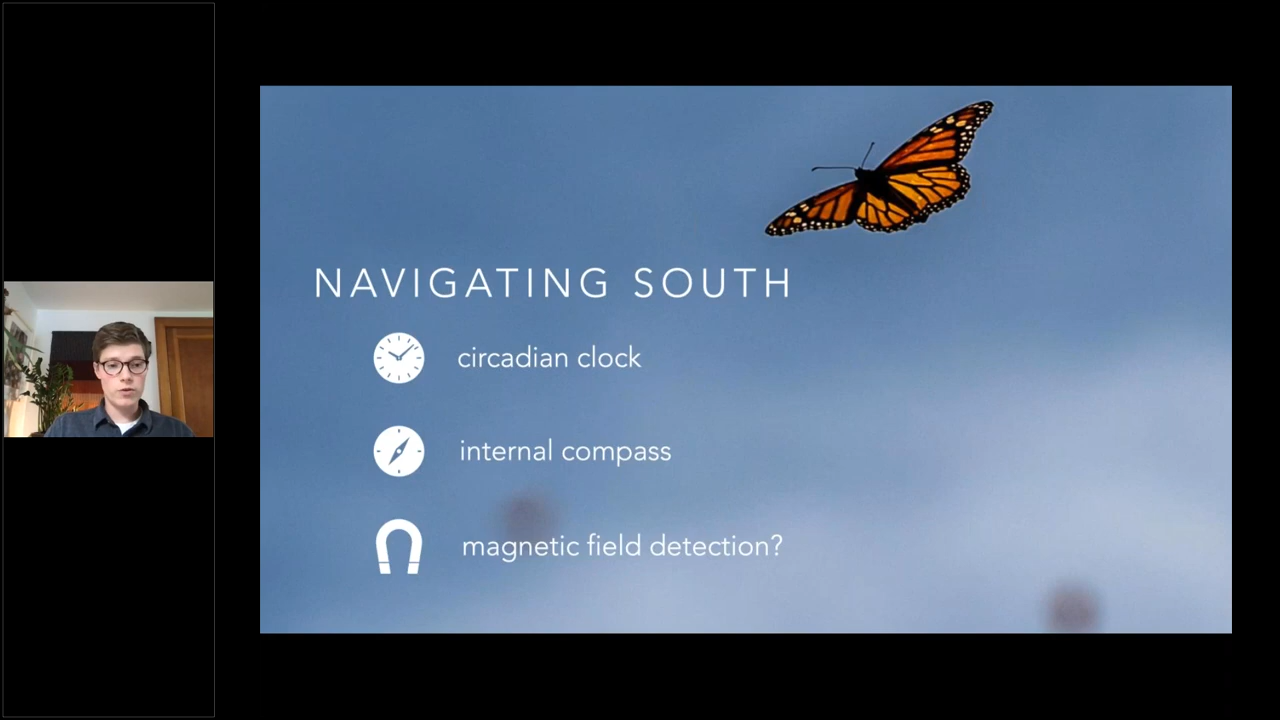 NAVIGATING SOUTH
circadian clock
internal compass
magnetic field detection?